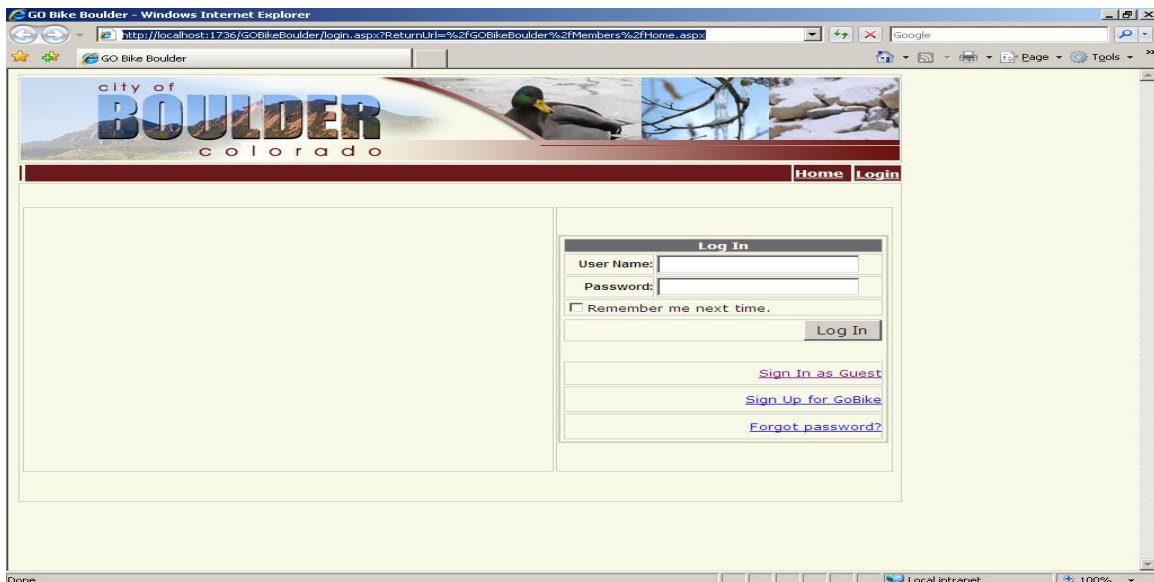 GO Bike Boulder - Windows Internet Explorer
http://localhost:1736/GOBikeBoulder/login.aspx?ReturnUrl=%2fGOBikeBoulder%2fMembers%2fHome.aspx
Google
GO Bike Boulder
Page Tools »
city of
BOULDER
colorado
Home Login
Log In
User Name:
Password:
Remember me next time.
Log In
Sign In as Guest
Sign Up for GoBike
Forgot password?
Done Local intranet 100%